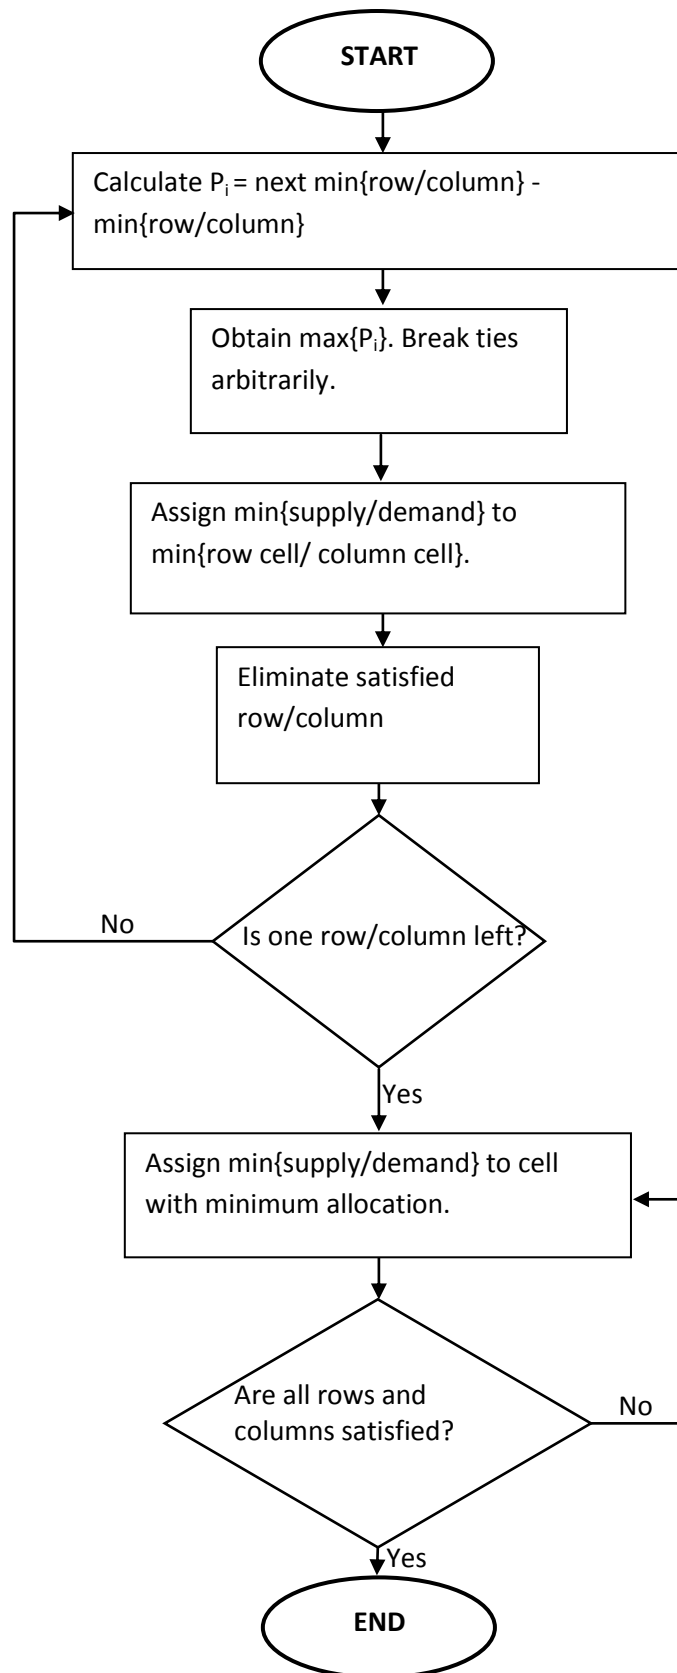 START
Calculate Pi = next min{row/column} -
min{row/column}
Obtain max{Pi}. Break ties
arbitrarily.
Assign min{supply/demand} to
min{row cell/ column cell}.
Eliminate satisfied
row/column
No
Is one row/column left?
Yes
Assign min{supply/demand} to cell
with minimum allocation.
Are all rows and
columns satisfied?
No
Yes
END